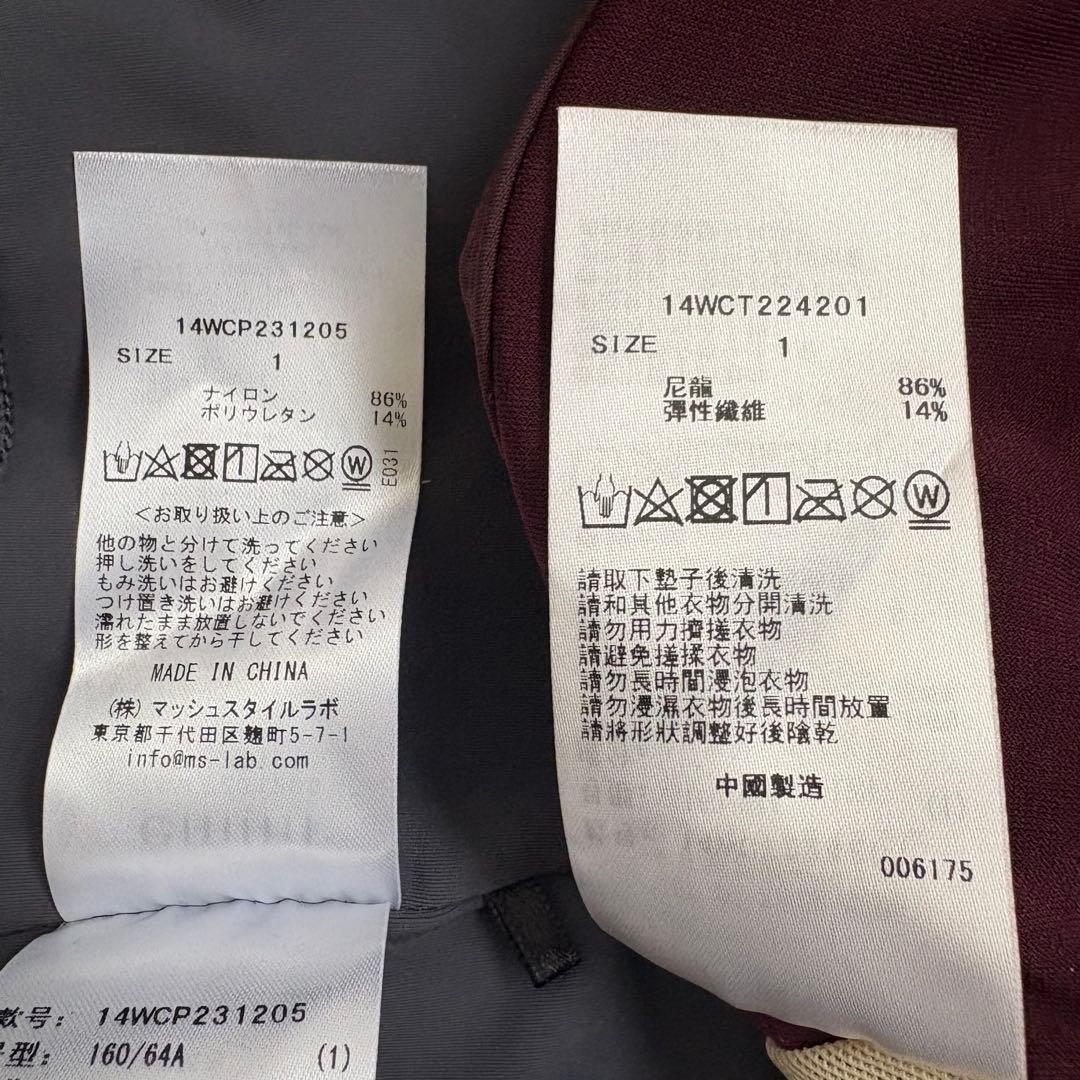 14WCP231205
SIZE 1
ナイロン 86%
ポリウレタン 14%
W
E031
<お取り扱い上のご注意>
他の物と分けて洗ってください
押し洗いをしてください
もみ洗いはお避けください
つけ置き洗いはお避けください
濡れたまま放置しないでください
形を整えてから干してください
MADE IN CHINA
(株)マッシュスタイルラボ
東京都千代田区麹町5-7-1
info@ms-lab.com
款号: 14WCP231205
号型: 160/64A (1)
14WCT224201
SIZE 1
尼龍 86%
彈性纖維 14%
W
請取下墊子後清洗
請和其他衣物分開清洗
請勿用力擠搓衣物
請避免搓揉衣物
請勿長時間浸泡衣物
請勿浸濕衣物後長時間放置
請將形狀調整好後陰乾
中國製造
006175